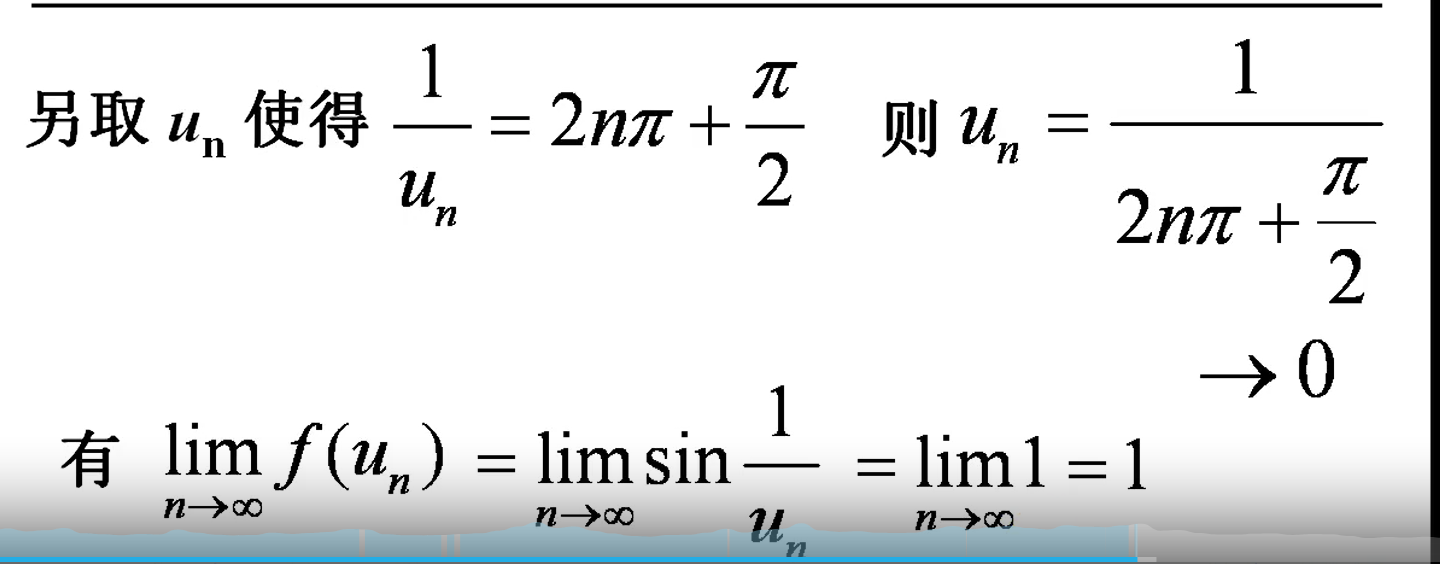 另取 uₙ 使得 1/uₙ = 2nπ + π/2 则 uₙ = 1/(2nπ + π/2)
→ 0
有 lim_{n→∞} f(uₙ) = lim_{n→∞} sin 1/uₙ = lim_{n→∞} 1 = 1